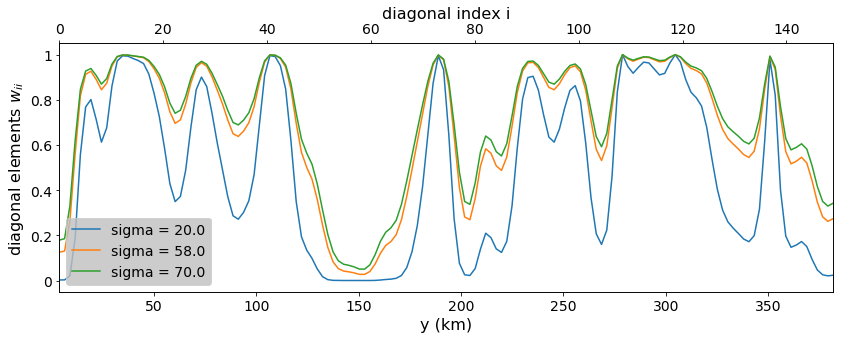 diagonal index i
0 20 40 60 80 100 120 140
diagonal elements w_{ii}
1
0.8
0.6
0.4
0.2
0
sigma = 20.0
sigma = 58.0
sigma = 70.0
50 100 150 200 250 300 350
y (km)